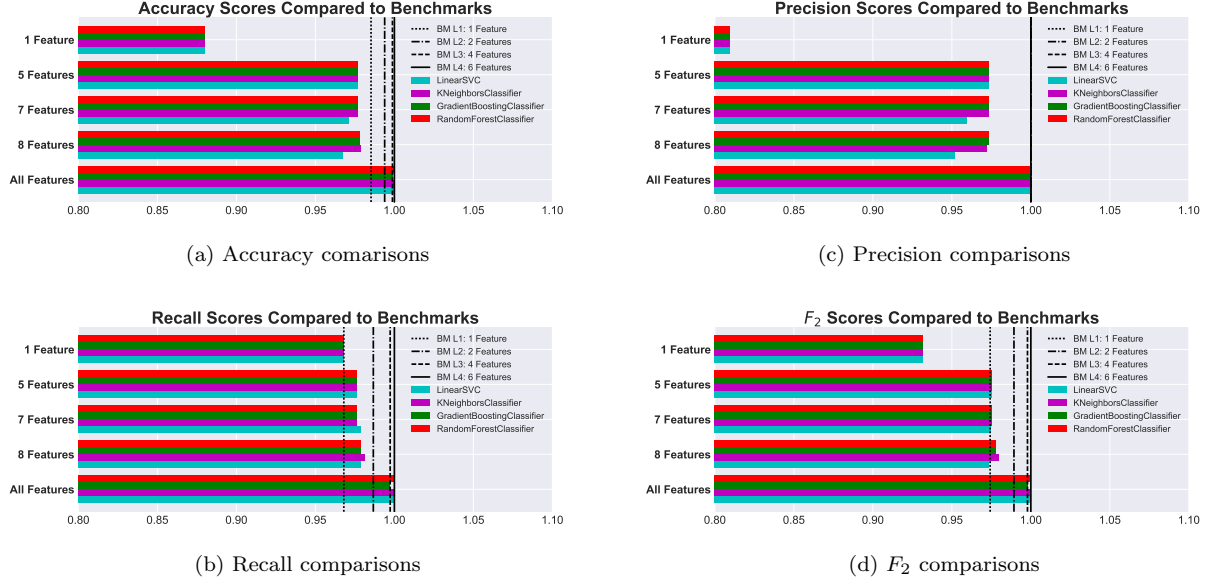 Accuracy Scores Compared to Benchmarks
1 Feature
5 Features
7 Features
8 Features
All Features
0.80 0.85 0.90 0.95 1.00 1.05 1.10
BM L1: 1 Feature
BM L2: 2 Features
BM L3: 4 Features
BM L4: 6 Features
LinearSVC
KNeighborsClassifier
GradientBoostingClassifier
RandomForestClassifier
(a) Accuracy comarisons
Precision Scores Compared to Benchmarks
1 Feature
5 Features
7 Features
8 Features
All Features
0.80 0.85 0.90 0.95 1.00 1.05 1.10
BM L1: 1 Feature
BM L2: 2 Features
BM L3: 4 Features
BM L4: 6 Features
LinearSVC
KNeighborsClassifier
GradientBoostingClassifier
RandomForestClassifier
(c) Precision comparisons
Recall Scores Compared to Benchmarks
1 Feature
5 Features
7 Features
8 Features
All Features
0.80 0.85 0.90 0.95 1.00 1.05 1.10
BM L1: 1 Feature
BM L2: 2 Features
BM L3: 4 Features
BM L4: 6 Features
LinearSVC
KNeighborsClassifier
GradientBoostingClassifier
RandomForestClassifier
(b) Recall comparisons
F₂ Scores Compared to Benchmarks
1 Feature
5 Features
7 Features
8 Features
All Features
0.80 0.85 0.90 0.95 1.00 1.05 1.10
BM L1: 1 Feature
BM L2: 2 Features
BM L3: 4 Features
BM L4: 6 Features
LinearSVC
KNeighborsClassifier
GradientBoostingClassifier
RandomForestClassifier
(d) F₂ comparisons